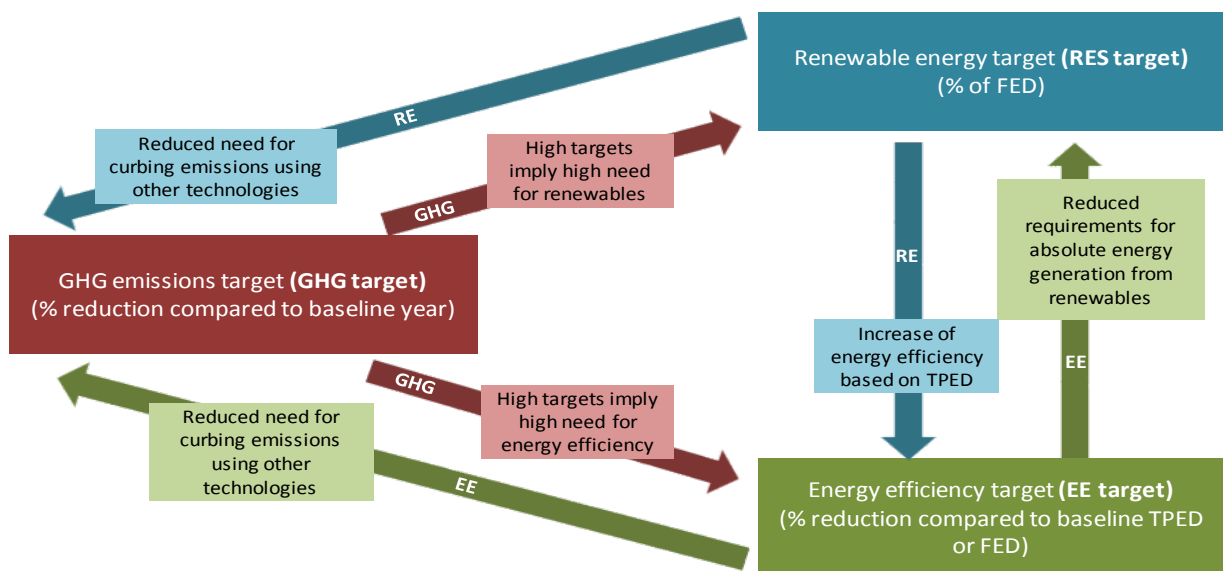 Renewable energy target (RES target)
(% of FED)
RE
Reduced need for
curbing emissions using
other technologies
High targets
imply high need
for renewables
GHG
GHG emissions target (GHG target)
(% reduction compared to baseline year)
RE
Reduced
requirements for
absolute energy
generation from
renewables
Increase of
energy efficiency
based on TPED
EE
GHG
High targets imply
high need for
energy efficiency
Reduced need for
curbing emissions
using other
technologies
EE
Energy efficiency target (EE target)
(% reduction compared to baseline TPED
or FED)